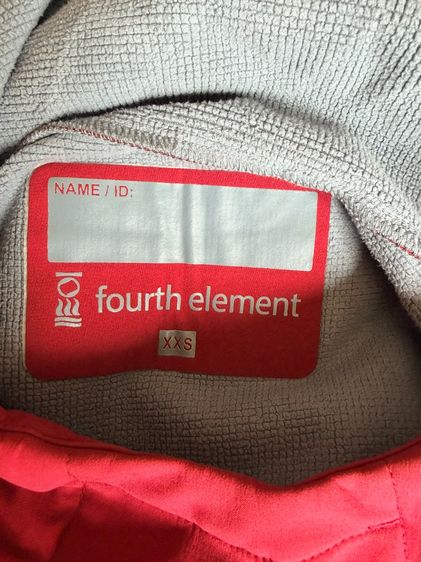 NAME / ID:
fourth element
XXS